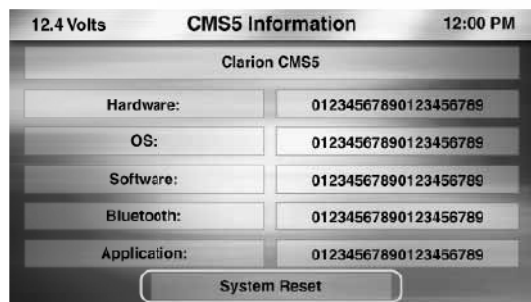 12.4 Volts CMS5 Information 12:00 PM
Clarion CMS5
Hardware: 01234567890123456789
OS: 01234567890123456789
Software: 01234567890123456789
Bluetooth: 01234567890123456789
Application: 01234567890123456789
System Reset